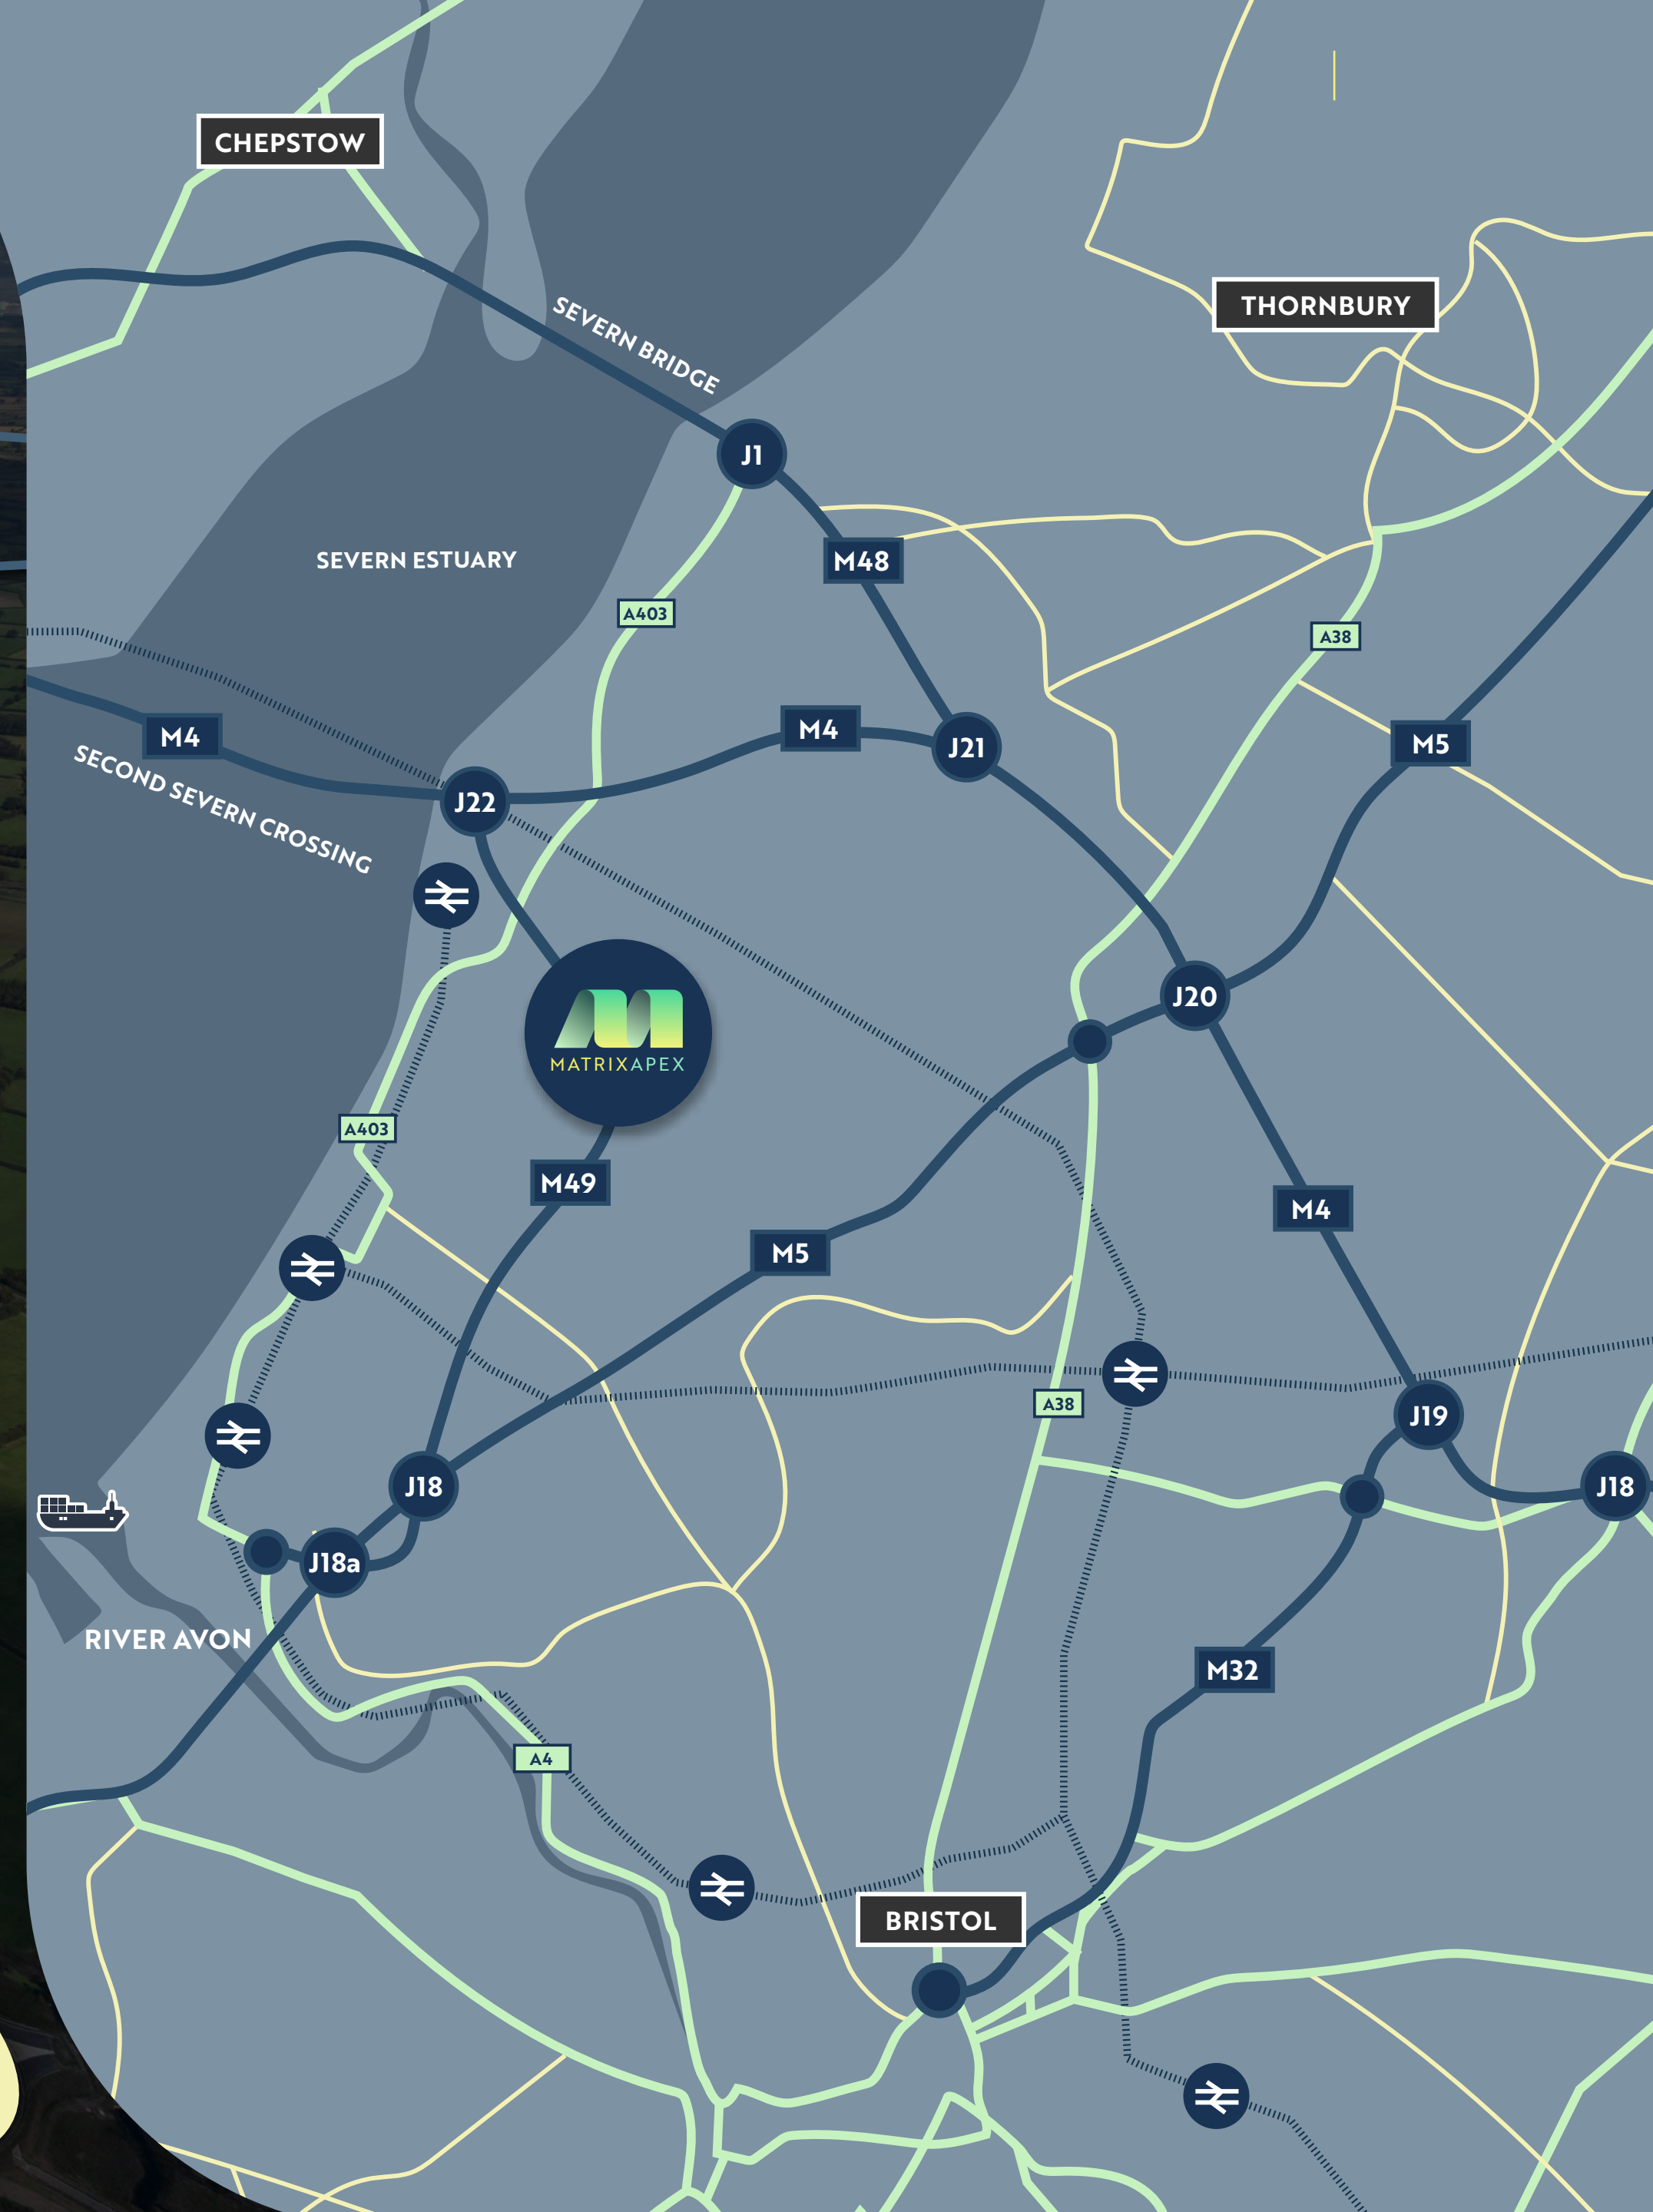 CHEPSTOW
THORNBURY
SEVERN BRIDGE
J1
SEVERN ESTUARY
M48
A403
A38
M4
M4
J21
M5
SECOND SEVERN CROSSING
J22
J20
MATRIXAPEX
A403
M49
M4
M5
A38
J19
J18
J18
J18a
RIVER AVON
M32
A4
BRISTOL